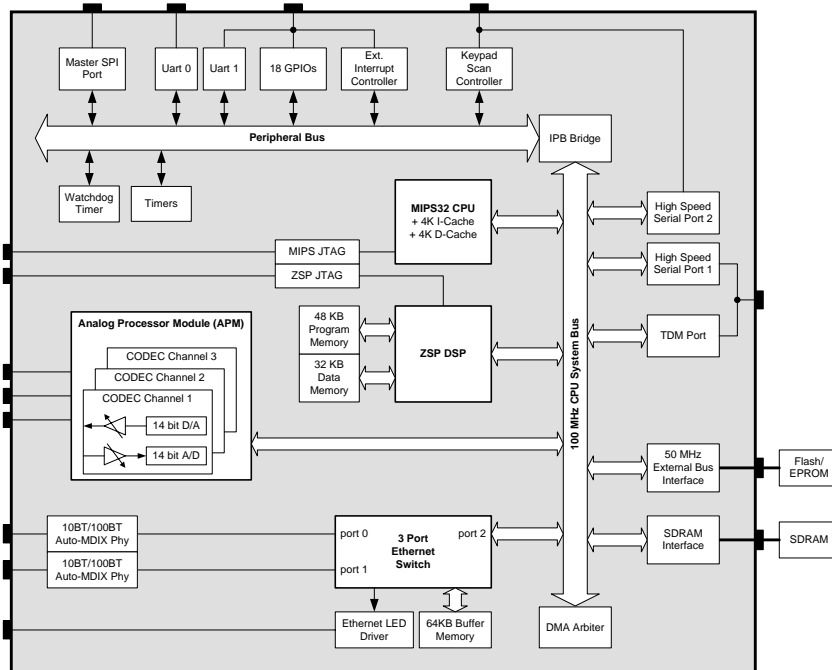 Master SPI
Port
Uart 0
Uart 1
18 GPIOs
Ext.
Interrupt
Controller
Keypad
Scan
Controller
Peripheral Bus
IPB Bridge
Watchdog
Timer
Timers
MIPS32 CPU
+ 4K I-Cache
+ 4K D-Cache
High Speed
Serial Port 2
MIPS JTAG
ZSP JTAG
High Speed
Serial Port 1
Analog Processor Module (APM)
CODEC Channel 3
CODEC Channel 2
CODEC Channel 1
14 bit D/A
14 bit A/D
48 KB
Program
Memory
32 KB
Data
Memory
ZSP DSP
TDM Port
100 MHz CPU System Bus
50 MHz
External Bus
Interface
Flash/
EPROM
10BT/100BT
Auto-MDIX Phy
10BT/100BT
Auto-MDIX Phy
port 0
port 1
3 Port
Ethernet
Switch
port 2
SDRAM
Interface
SDRAM
Ethernet LED
Driver
64KB Buffer
Memory
DMA Arbiter